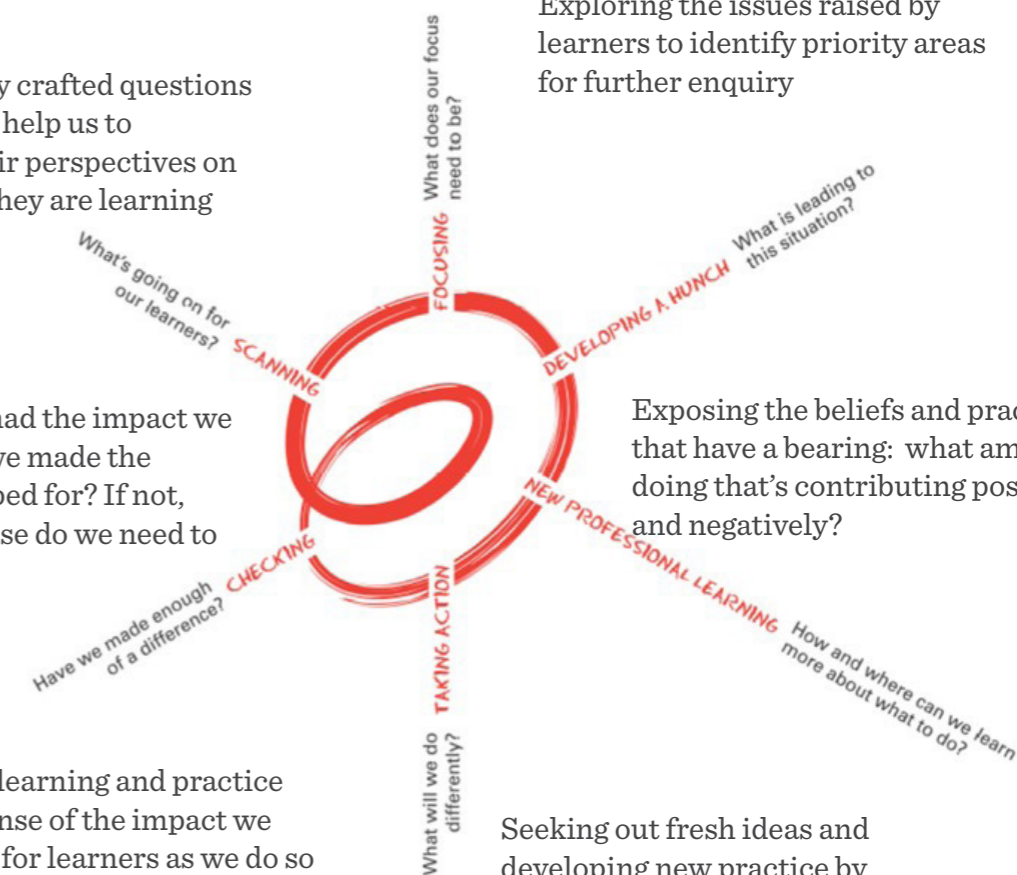 Exploring the issues raised by
learners to identify priority areas
for further enquiry
y crafted questions
help us to
ir perspectives on
hey are learning
What does our focus
need to be?
FOCUSING
What is leading to
this situation?
DEVELOPING A HUNCH
What's going on for
our learners?
SCANNING
had the impact we
ve made the
ped for? If not,
se do we need to
Exposing the beliefs and prac
that have a bearing: what am
doing that's contributing pos
and negatively?
NEW PROFESSIONAL LEARNING
How and where can we learn
more about what to do?
CHECKING
Have we made enough
of a difference?
TAKING ACTION
What will we do
differently?
learning and practice
nse of the impact we
for learners as we do so
Seeking out fresh ideas and
developing new practice by